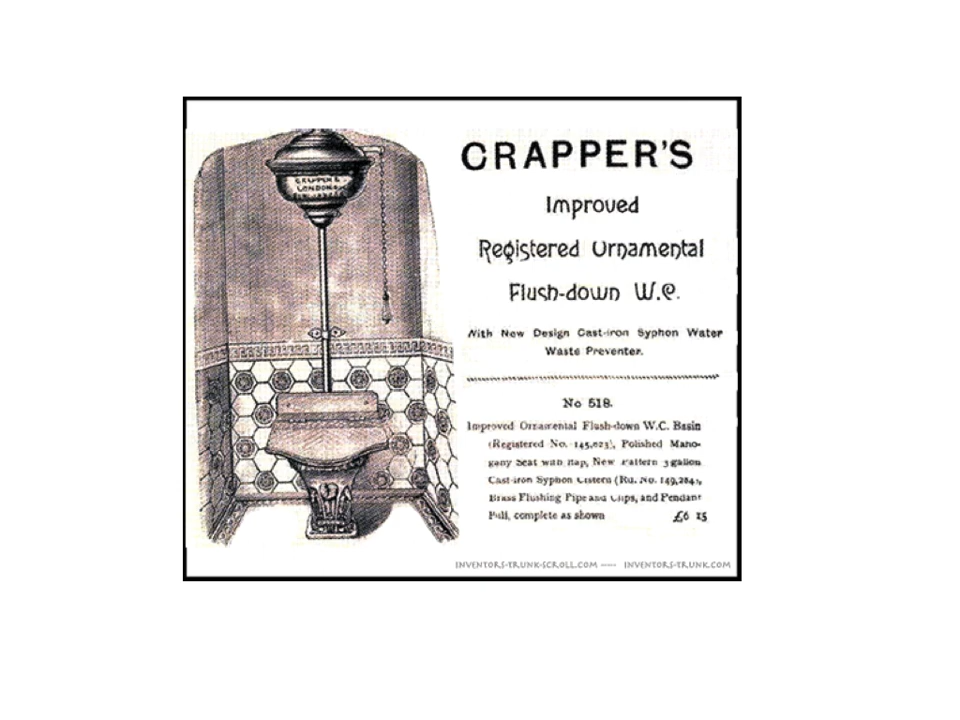 CRAPPER'S
LONDON
CRAPPER'S
Improved
Registered Ornamental
Flush-down W.C.
With New Design Cast-iron Syphon Water
Waste Preventer.
No 518.
Improved Ornamental Flush-down W.C. Basin
(Registered No. 145,023), Polished Maho-
gany Seat with flap, New Pattern 3 gallon
Cast-iron Syphon Cistern (Rd. No. 149,284),
Brass Flushing Pipe and Clips, and Pendant
Pull, complete as shown £6 15
INVENTORS-TRUNK-SCROLL.COM ----- INVENTORS-TRUNK.COM